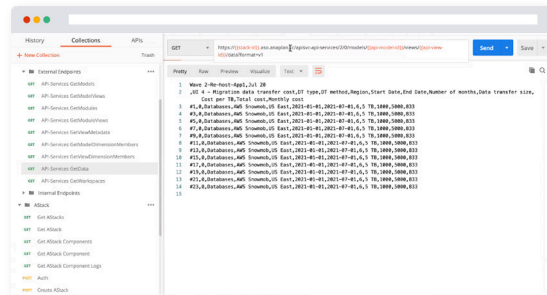 History Collections APIs
+ New Collection Trash
External Endpoints
GET API-Services GetModels
GET API-Services GetModelViews
GET API-Services GetModules
GET API-Services GetModuleViews
GET API-Services GetViewMetadata
GET API-Services GetModelDimensionMembers
GET API-Services GetViewDimensionMembers
GET API-Services GetData
GET API-Services GetWorkspaces
Internal Endpoints
AStack
GET Get AStacks
GET Get AStack
GET Get AStack Components
GET Get AStack Component
GET Get AStack Component Logs
POST Auth
POST Create AStack
GET
Send Save
Pretty Raw Preview Visualize Text
1 Wave 2-Re-host-App1,Jul 20
2 ,UI 4 - Migration data transfer cost,DT type,DT method,Region,Start Date,End Date,Number of months,Data transfer size,
Cost per TB,Total cost,Monthly cost
3 #1,0,Databases,AWS Snowmob,US East,2021-01-01,2021-07-01,6,5 TB,1000,5000,833
4 #3,0,Databases,AWS Snowmob,US East,2021-01-01,2021-07-01,6,5 TB,1000,5000,833
5 #5,0,Databases,AWS Snowmob,US East,2021-01-01,2021-07-01,6,5 TB,1000,5000,833
6 #7,0,Databases,AWS Snowmob,US East,2021-01-01,2021-07-01,6,5 TB,1000,5000,833
7 #9,0,Databases,AWS Snowmob,US East,2021-01-01,2021-07-01,6,5 TB,1000,5000,833
8 #11,0,Databases,AWS Snowmob,US East,2021-01-01,2021-07-01,6,5 TB,1000,5000,833
9 #13,0,Databases,AWS Snowmob,US East,2021-01-01,2021-07-01,6,5 TB,1000,5000,833
10 #15,0,Databases,AWS Snowmob,US East,2021-01-01,2021-07-01,6,5 TB,1000,5000,833
11 #17,0,Databases,AWS Snowmob,US East,2021-01-01,2021-07-01,6,5 TB,1000,5000,833
12 #19,0,Databases,AWS Snowmob,US East,2021-01-01,2021-07-01,6,5 TB,1000,5000,833
13 #21,0,Databases,AWS Snowmob,US East,2021-01-01,2021-07-01,6,5 TB,1000,5000,833
14 #23,0,Databases,AWS Snowmob,US East,2021-01-01,2021-07-01,6,5 TB,1000,5000,833
15